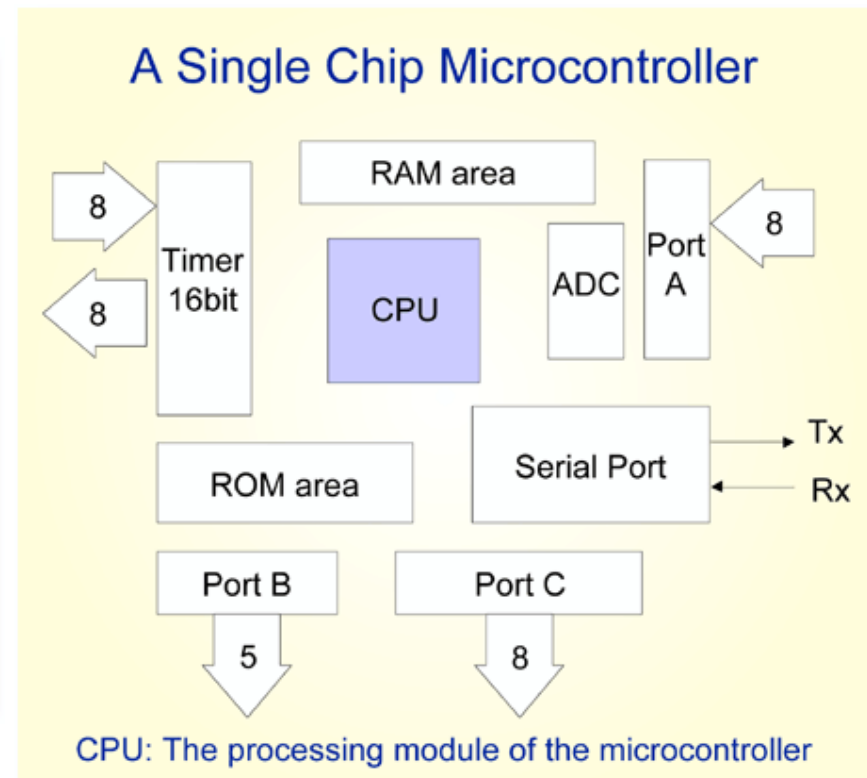 A Single Chip Microcontroller
RAM area
8
Timer
16bit
8
CPU
ADC
Port
A
8
ROM area
Serial Port
Tx
Rx
Port B
Port C
5
8
CPU: The processing module of the microcontroller